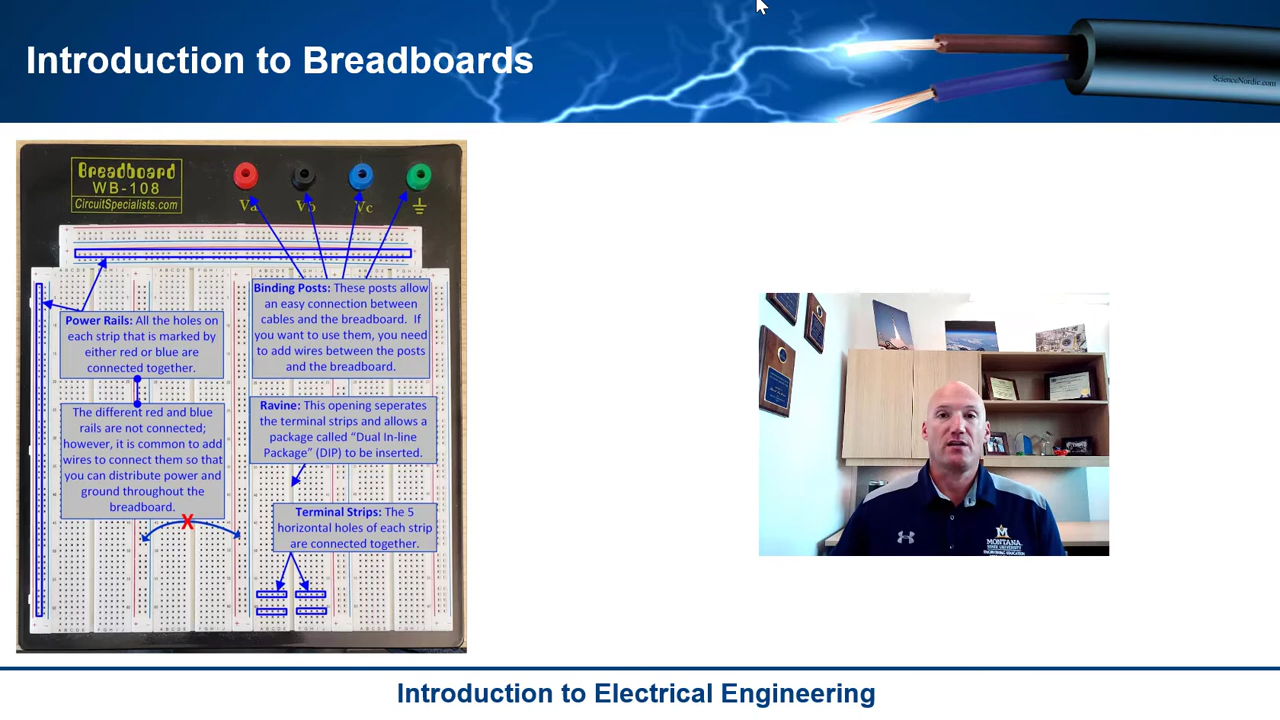 Introduction to Breadboards
ScienceNordic.com
Breadboard
WB-108
CircuitSpecialists.com
Va
Vb
Vc
Power Rails: All the holes on
each strip that is marked by
either red or blue are
connected together.
The different red and blue
rails are not connected;
however, it is common to add
wires to connect them so that
you can distribute power and
ground throughout the
breadboard.
X
Binding Posts: These posts allow
an easy connection between
cables and the breadboard. If
you want to use them, you need
to add wires between the posts
and the breadboard.
Ravine: This opening seperates
the terminal strips and allows a
package called “Dual In-line
Package” (DIP) to be inserted.
Terminal Strips: The 5
horizontal holes of each strip
are connected together.
MONTANA
STATE UNIVERSITY
Introduction to Electrical Engineering